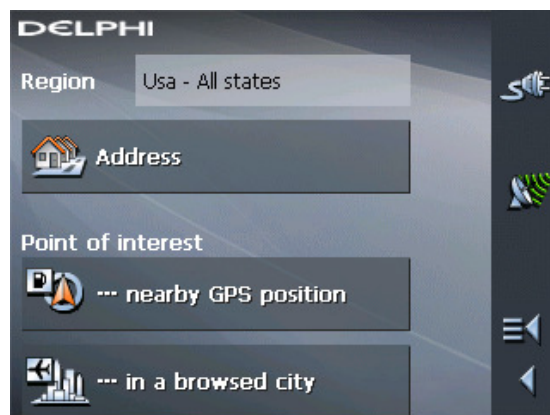 DELPHI
Region Usa - All states
Address
Point of interest
... nearby GPS position
... in a browsed city